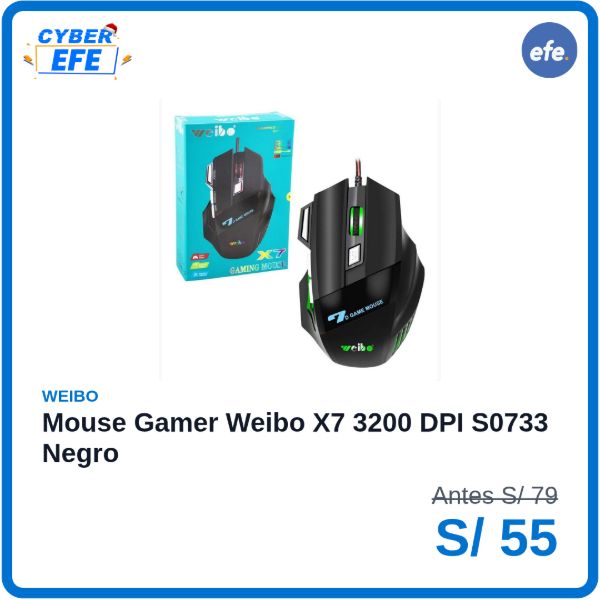 CYBER
EFE
efe.
weibo
X7
GAMING MOUSE
7D GAME MOUSE
weibo
WEIBO
Mouse Gamer Weibo X7 3200 DPI S0733
Negro
Antes S/ 79
S/ 55